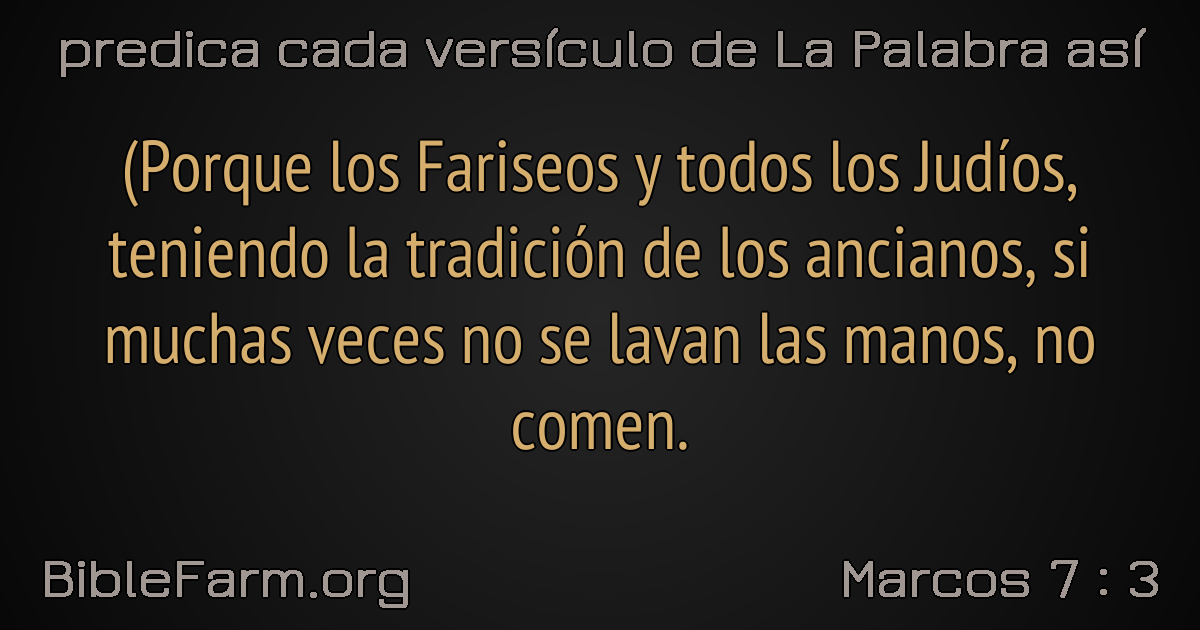 predica cada versículo de La Palabra así
(Porque los Fariseos y todos los Judíos,
teniendo la tradición de los ancianos, si
muchas veces no se lavan las manos, no
comen.
BibleFarm.org
Marcos 7 : 3